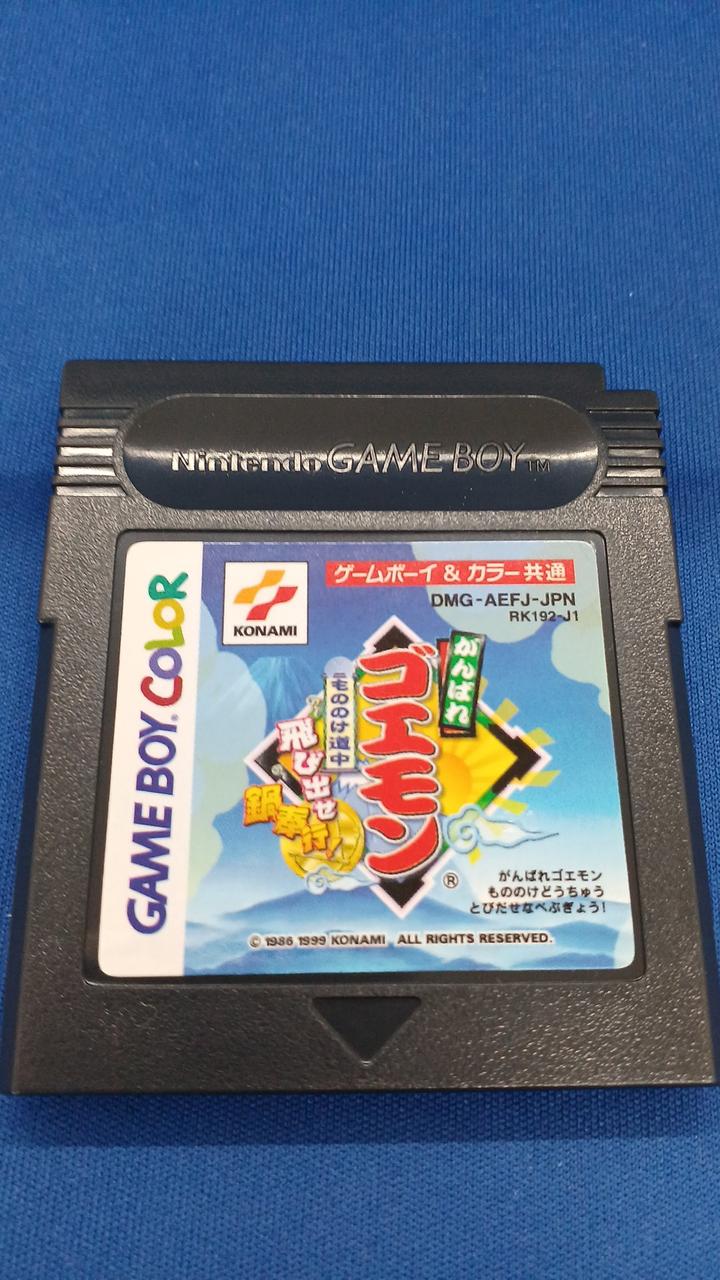 Nintendo GAME BOY™
GAME BOY® COLOR
KONAMI
ゲームボーイ & カラー共通
DMG-AEFJ-JPN
RK192-J1
がんばれ
ゴエモン
もののけ道中
飛び出せ
鍋奉行!
®
がんばれゴエモン
もののけどうちゅう
とびだせなべぶぎょう!
© 1986 1999 KONAMI ALL RIGHTS RESERVED.